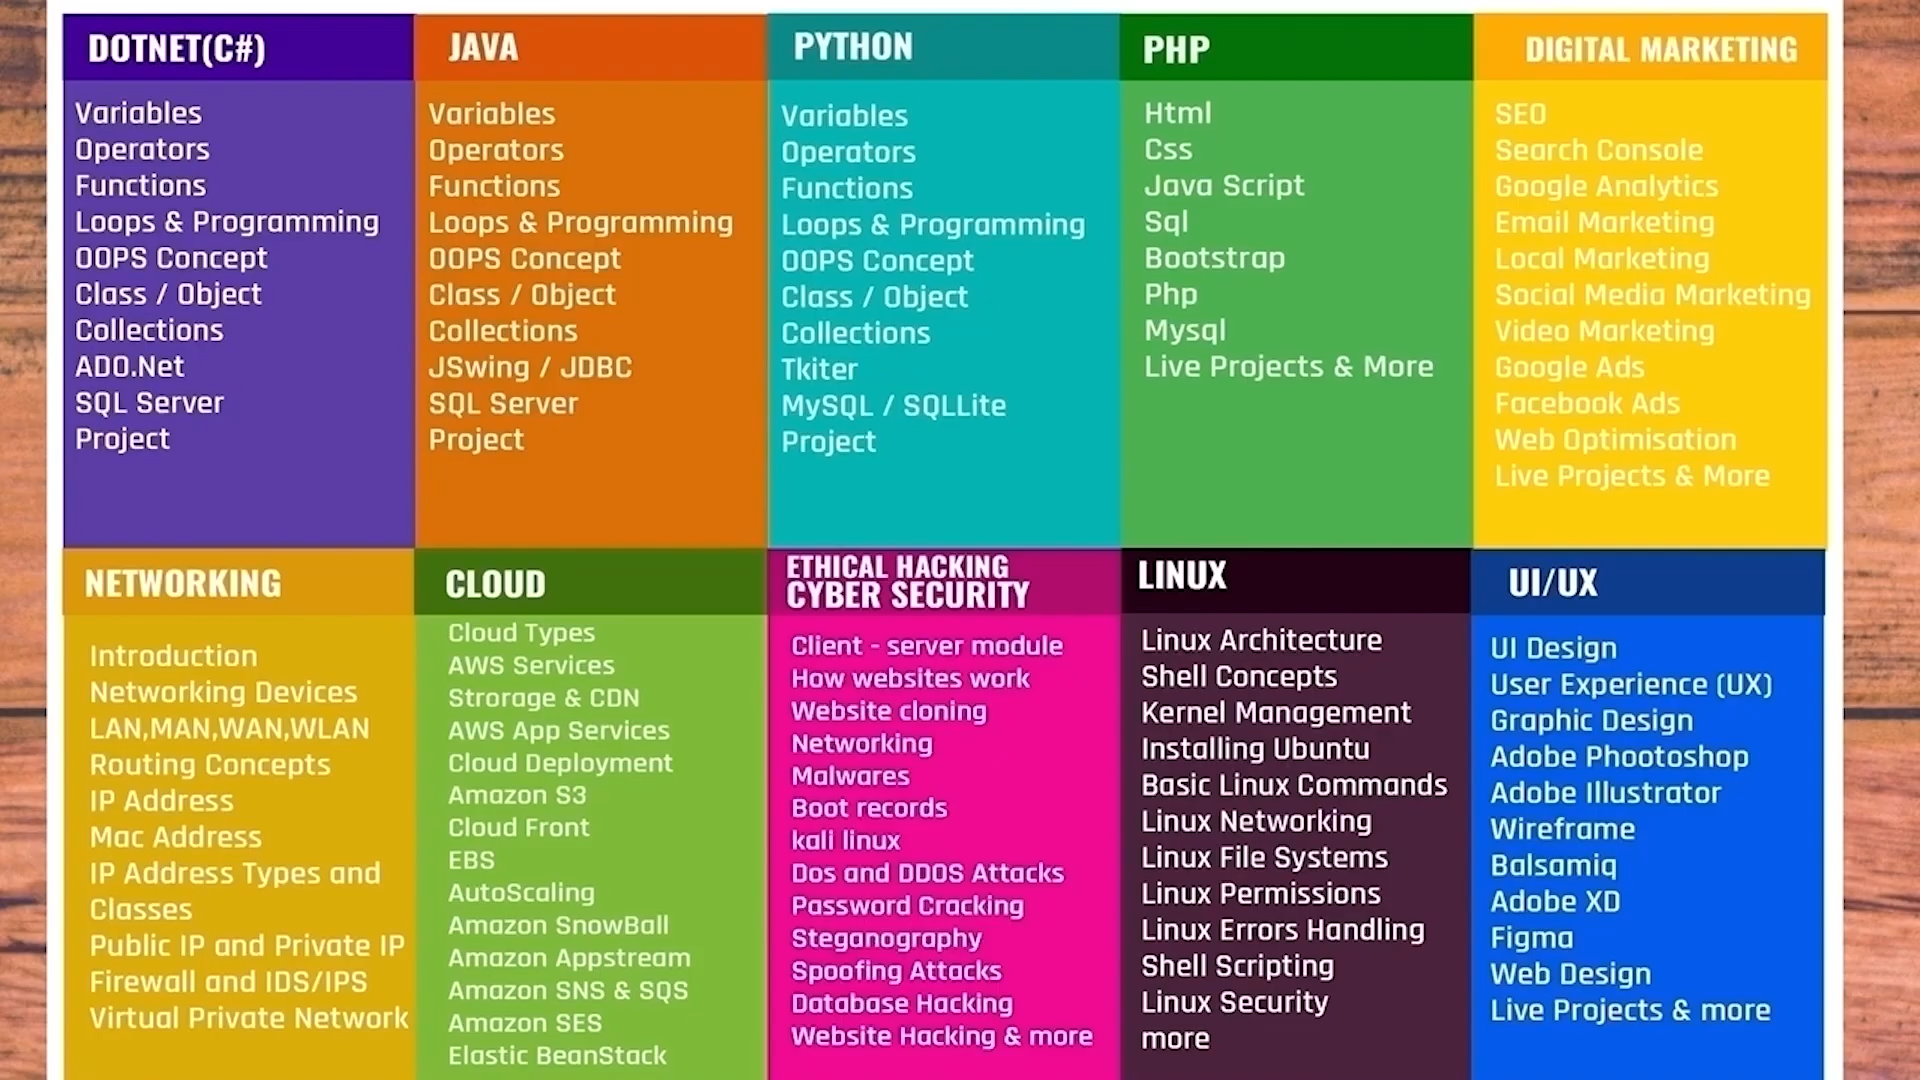 DOTNET(C#)
Variables
Operators
Functions
Loops & Programming
OOPS Concept
Class / Object
Collections
ADO.Net
SQL Server
Project
JAVA
Variables
Operators
Functions
Loops & Programming
OOPS Concept
Class / Object
Collections
JSwing / JDBC
SQL Server
Project
PYTHON
Variables
Operators
Functions
Loops & Programming
OOPS Concept
Class / Object
Collections
Tkiter
MySQL / SQLLite
Project
PHP
Html
Css
Java Script
Sql
Bootstrap
Php
Mysql
Live Projects & More
DIGITAL MARKETING
SEO
Search Console
Google Analytics
Email Marketing
Local Marketing
Social Media Marketing
Video Marketing
Google Ads
Facebook Ads
Web Optimisation
Live Projects & More
NETWORKING
Introduction
Networking Devices
LAN,MAN,WAN,WLAN
Routing Concepts
IP Address
Mac Address
IP Address Types and
Classes
Public IP and Private IP
Firewall and IDS/IPS
Virtual Private Network
CLOUD
Cloud Types
AWS Services
Strorage & CDN
AWS App Services
Cloud Deployment
Amazon S3
Cloud Front
EBS
AutoScaling
Amazon SnowBall
Amazon Appstream
Amazon SNS & SQS
Amazon SES
Elastic BeanStack
ETHICAL HACKING
CYBER SECURITY
Client - server module
How websites work
Website cloning
Networking
Malwares
Boot records
kali linux
Dos and DDOS Attacks
Password Cracking
Steganography
Spoofing Attacks
Database Hacking
Website Hacking & more
LINUX
Linux Architecture
Shell Concepts
Kernel Management
Installing Ubuntu
Basic Linux Commands
Linux Networking
Linux File Systems
Linux Permissions
Linux Errors Handling
Shell Scripting
Linux Security
more
UI/UX
UI Design
User Experience (UX)
Graphic Design
Adobe Phootoshop
Adobe Illustrator
Wireframe
Balsamiq
Adobe XD
Figma
Web Design
Live Projects & more